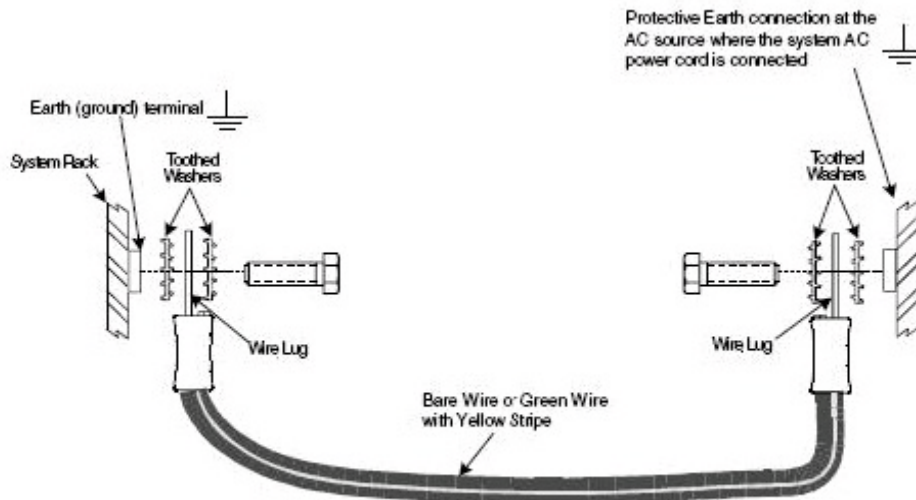 Protective Earth connection at the
AC source where the system AC
power cord is connected
Earth (ground) terminal
System Rack
Toothed
Washers
Toothed
Washers
Wire Lug
Wire Lug
Bare Wire or Green Wire
with Yellow Stripe